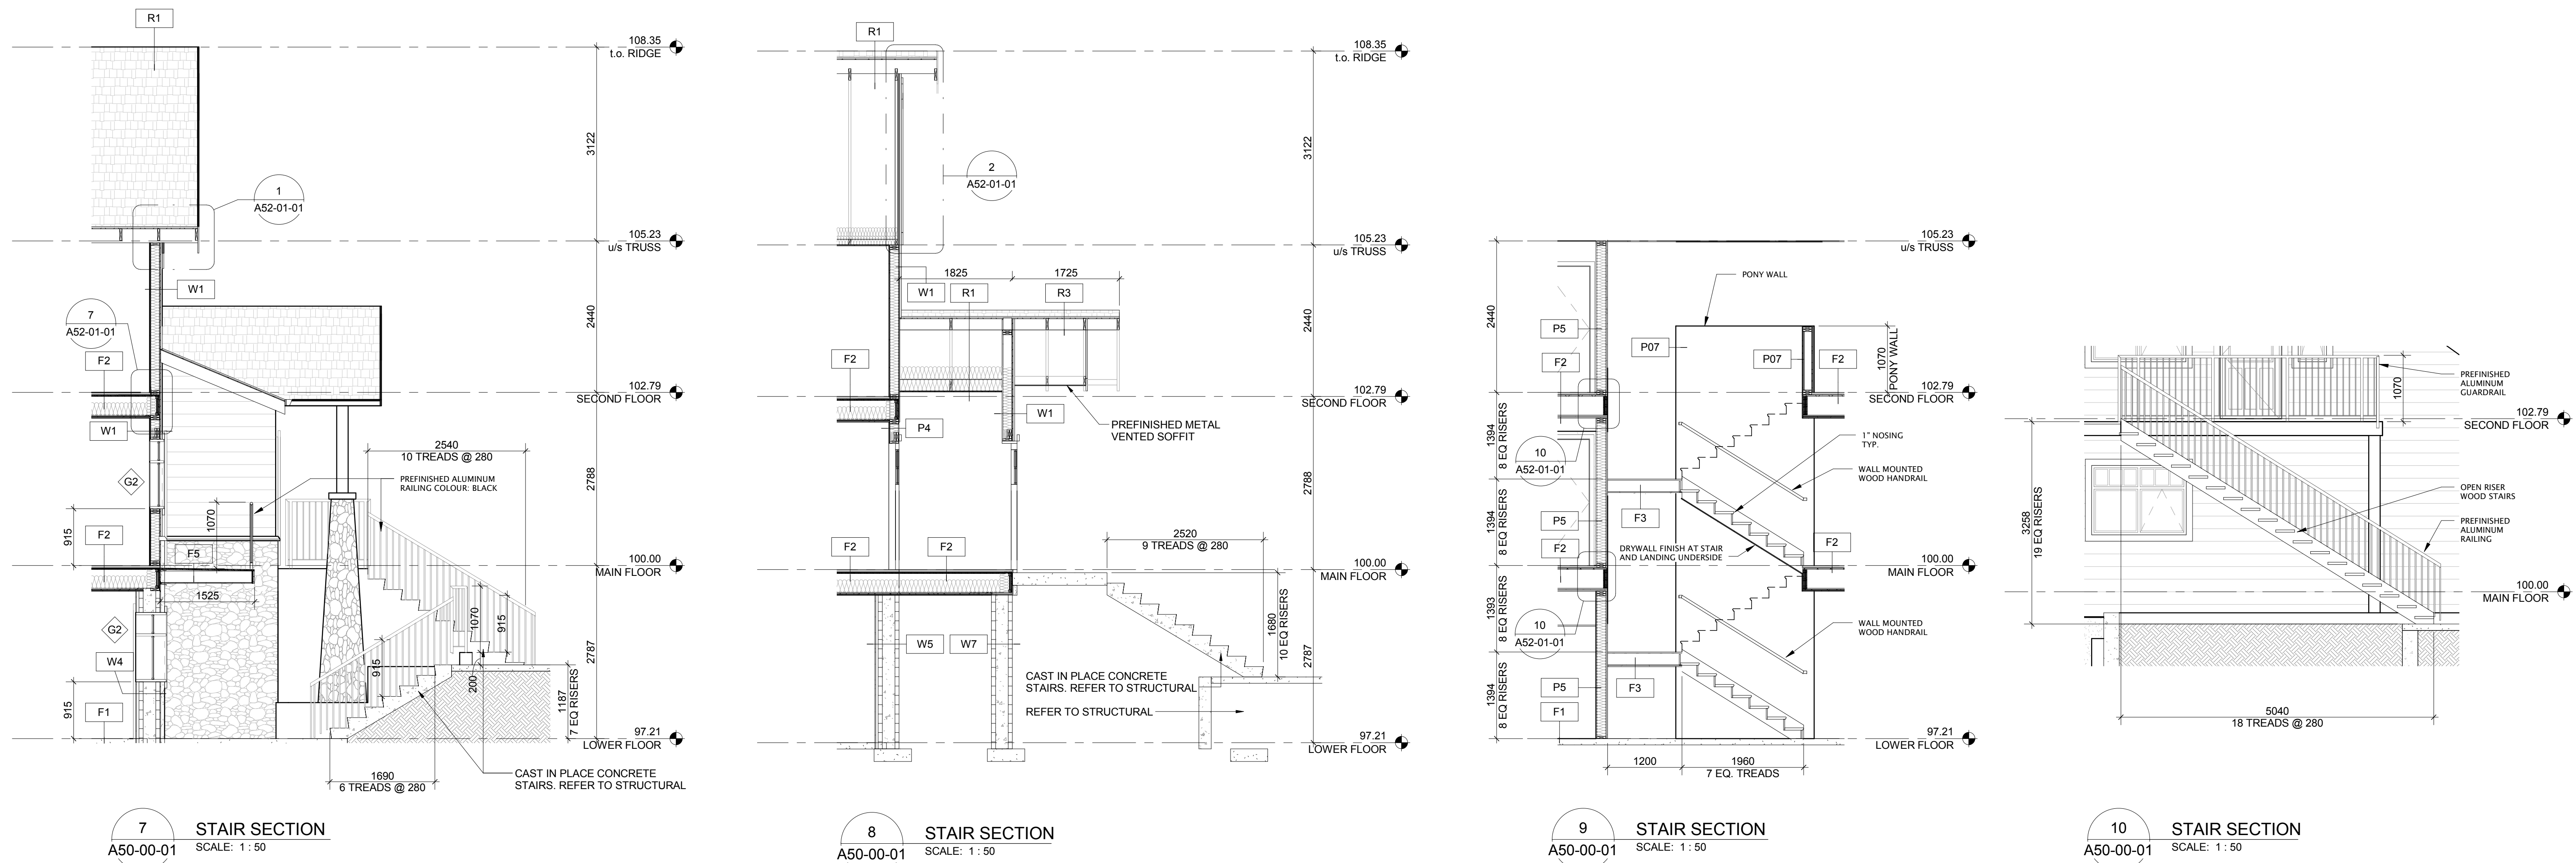 R1
108.35
t.o. RIDGE
3122
1
A52-01-01
105.23
u/s TRUSS
W1
7
A52-01-01
2440
F2
102.79
SECOND FLOOR
W1
2540
10 TREADS @ 280
G2
PREFINISHED ALUMINUM
RAILING COLOUR: BLACK
2788
1070
915
F2
F5
100.00
MAIN FLOOR
1525
1070
915
G2
W4
915
2787
200
1187
7 EQ RISERS
915
F1
97.21
LOWER FLOOR
1690
6 TREADS @ 280
CAST IN PLACE CONCRETE
STAIRS. REFER TO STRUCTURAL
7
A50-00-01
STAIR SECTION
SCALE: 1 : 50
R1
108.35
t.o. RIDGE
3122
2
A52-01-01
105.23
u/s TRUSS
1825
1725
W1
R1
R3
2440
F2
102.79
SECOND FLOOR
P4
W1
PREFINISHED METAL
VENTED SOFFIT
2788
2520
9 TREADS @ 280
F2
F2
100.00
MAIN FLOOR
1680
10 EQ RISERS
W5
W7
2787
CAST IN PLACE CONCRETE
STAIRS. REFER TO STRUCTURAL
REFER TO STRUCTURAL
97.21
LOWER FLOOR
8
A50-00-01
STAIR SECTION
SCALE: 1 : 50
105.23
u/s TRUSS
PONY WALL
2440
P5
P07
P07
F2
F2
1070
PONY WALL
102.79
SECOND FLOOR
1394
8 EQ RISERS
10
A52-01-01
1" NOSING
TYP.
WALL MOUNTED
WOOD HANDRAIL
1394
8 EQ RISERS
P5
F3
F2
DRYWALL FINISH AT STAIR
AND LANDING UNDERSIDE
F2
100.00
MAIN FLOOR
1393
8 EQ RISERS
10
A52-01-01
WALL MOUNTED
WOOD HANDRAIL
1394
8 EQ RISERS
P5
F3
F1
97.21
LOWER FLOOR
1200
1960
7 EQ. TREADS
9
A50-00-01
STAIR SECTION
SCALE: 1 : 50
1070
PREFINISHED
ALUMINUM
GUARDRAIL
102.79
SECOND FLOOR
OPEN RISER
WOOD STAIRS
3258
19 EQ RISERS
PREFINISHED
ALUMINUM
RAILING
100.00
MAIN FLOOR
5040
18 TREADS @ 280
10
A50-00-01
STAIR SECTION
SCALE: 1 : 50